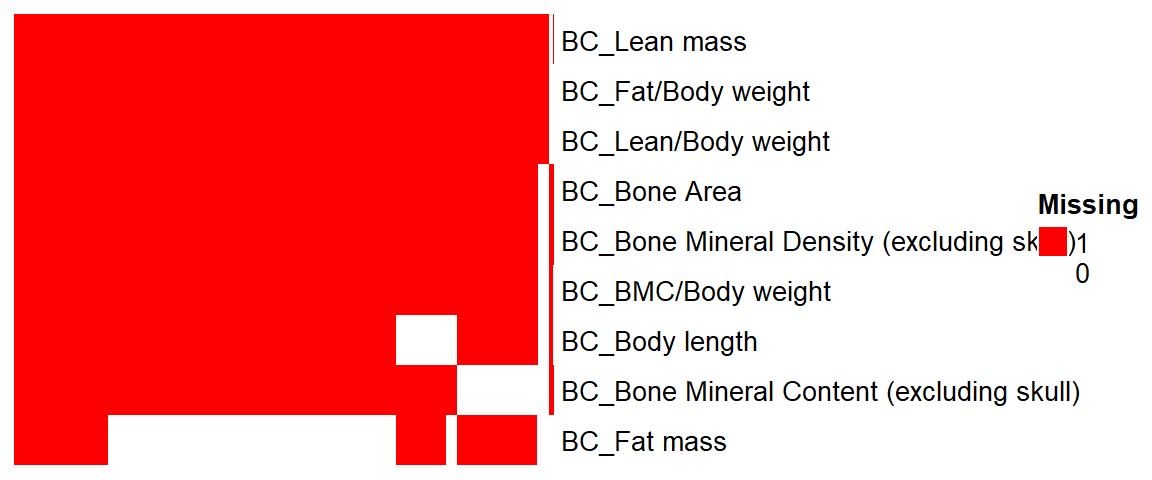 BC_Lean mass
BC_Fat/Body weight
BC_Lean/Body weight
BC_Bone Area
BC_Bone Mineral Density (excluding sk )
BC_BMC/Body weight
BC_Body length
BC_Bone Mineral Content (excluding skull)
BC_Fat mass
Missing
1
0